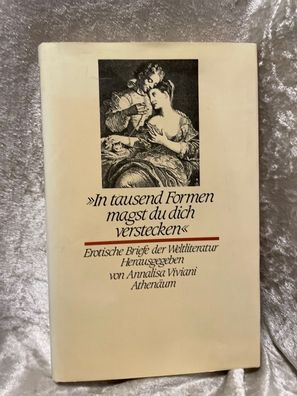 »In tausend Formen
magst du dich
verstecken«
Erotische Briefe der Weltliteratur
Herausgegeben
von Annalisa Viviani
Athenäum